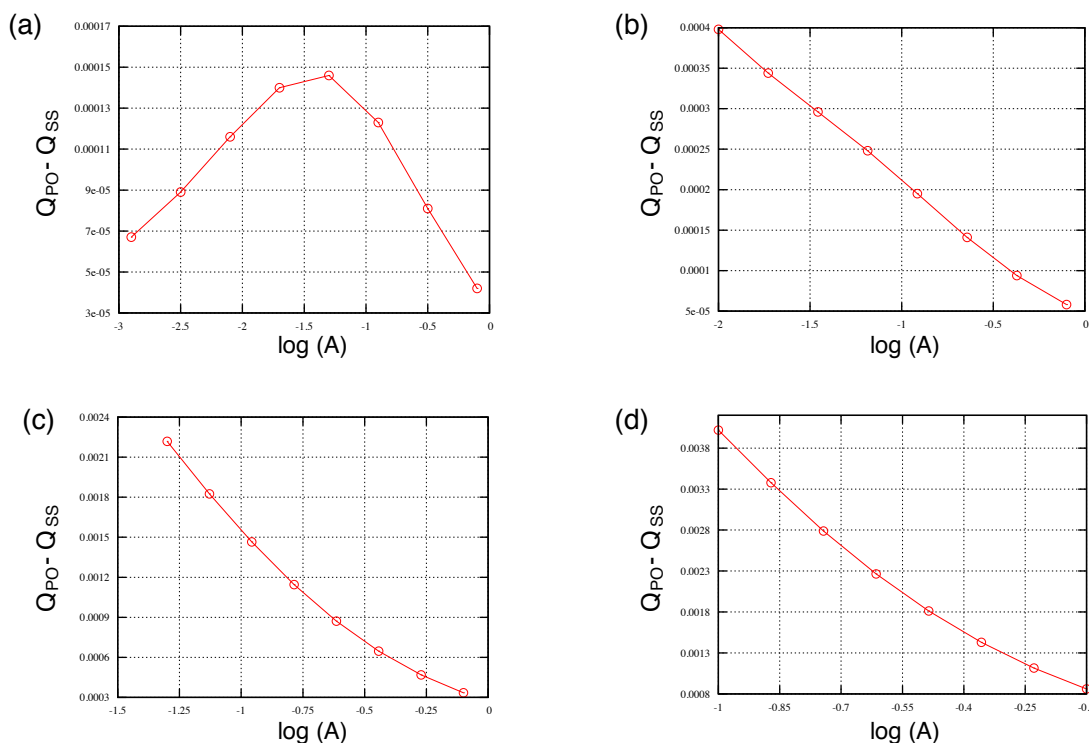 (a)
0.00017
0.00015
0.00013
0.00011
9e-05
7e-05
5e-05
3e-05
Q_PO - Q_SS
-3 -2.5 -2 -1.5 -1 -0.5 0
log (A)
(b)
0.0004
0.00035
0.0003
0.00025
0.0002
0.00015
0.0001
5e-05
Q_PO - Q_SS
-2 -1.5 -1 -0.5 0
log (A)
(c)
0.0024
0.0021
0.0018
0.0015
0.0012
0.0009
0.0006
0.0003
Q_PO - Q_SS
-1.5 -1.25 -1 -0.75 -0.5 -0.25 0
log (A)
(d)
0.0038
0.0033
0.0028
0.0023
0.0018
0.0013
0.0008
Q_PO - Q_SS
-1 -0.85 -0.7 -0.55 -0.4 -0.25
log (A)